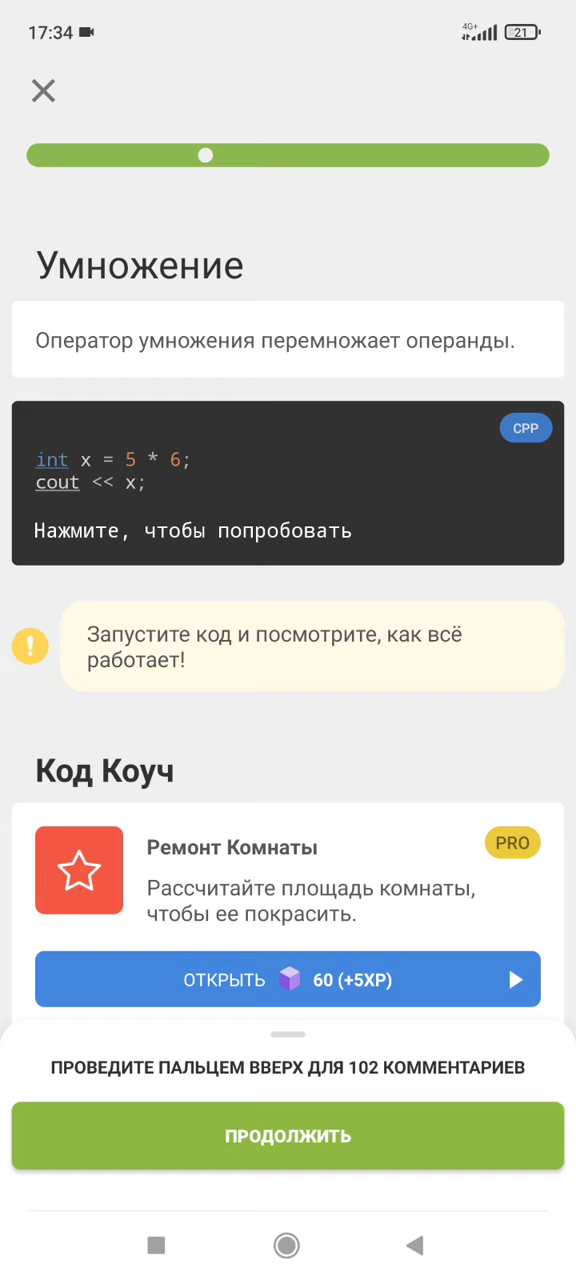 17:34
4G+
21
Умножение
Оператор умножения перемножает операнды.
CPP
int x = 5 * 6;
cout << x;
Нажмите, чтобы попробовать
Запустите код и посмотрите, как всё
работает!
Код Коуч
Ремонт Комнаты
PRO
Рассчитайте площадь комнаты,
чтобы ее покрасить.
ОТКРЫТЬ 60 (+5XP)
ПРОВЕДИТЕ ПАЛЬЦЕМ ВВЕРХ ДЛЯ 102 КОММЕНТАРИЕВ
ПРОДОЛЖИТЬ